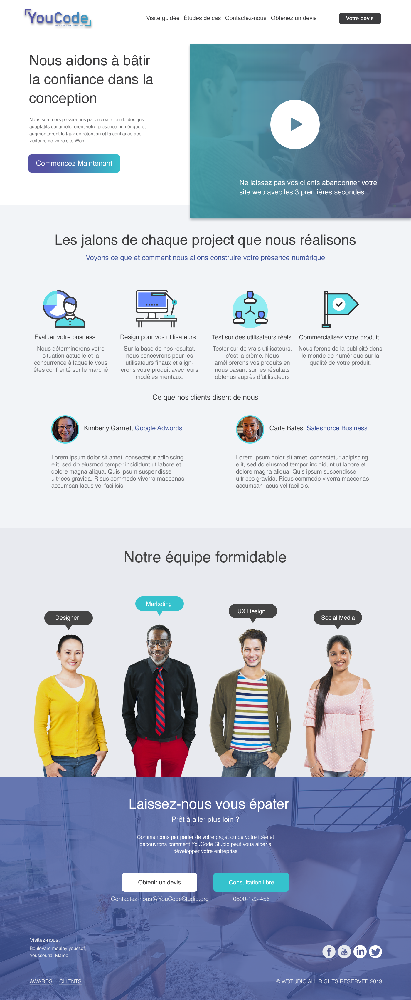 YouCode
POWERED BY SIMPLON
Visite guidée Études de cas Contactez-nous Obtenez un devis
Votre devis
Nous aidons à bâtir
la confiance dans la
conception
Nous sommers passionnés par a creatation de designs
adaptatifs qui amélioreront votre présence numérique et
augmentteront le taux de rétention et la confiance des
visiteurs de votre site Web.
Commencez Maintenant
Ne laissez pas vos clients abandonner votre
site web avec les 3 premières secondes
Les jalons de chaque project que nous réalisons
Voyons ce que et comment nous allons construire votre présence numérique
Evaluer votre busness
Nous déterminerons votre
situation actuelle et la
concurrence à laquelle vous
êtes confrenté sur le marché
Design pour vos utilisateurs
Sur la base de nos résultat,
nous concevrons pour les
utilisateurs finaux et align-
erons votre produit avec leurs
modèles mentaux.
Test sur des utilisateurs réels
Tester sur de vrais utilisateurs,
c'est la crème. Nous
améliorerons vos produits en
nous basant sur les résultats
obtenus auprès d'utilisateurs
Commercialisez votre produit
Nous ferons de la publicité dens
le monde de numérique sur la
qualité de votre produit.
Ce que nos clients disent de nous
Kimberly Garrret, Google Adwords
Lorem ipsum dolor sit amet, consectetur adipiscing
elit, sed do eiusmod tempor incididunt ut labore et
dolore magna aliqua. Quis ipsum suspendisse
ultrices gravida. Risus commodo viverra maecenas
accumsan lacus vel facilisis.
Carle Bates, SalesForce Business
Lorem ipsum dolor sit amet, consectetur adipiscing
elit, sed do eiusmod tempor incididunt ut labore et
dolore magna aliqua. Quis ipsum suspendisse
ultrices gravida. Risus commodo viverra maecenas
accumsan lacus vel facilisis.
Notre équipe formidable
Designer
Marketing
UX Design
Social Media
Laissez-nous vous épater
Prêt à aller plus loin ?
Commençons par parler de votre projet ou de votre idée et
découvrons comment YouCode Studio peut vous aider a
développer votre entreprise
Obtenir un devis
Consultation libre
Contactez-nous@YouCodeStudio.org
0600-123-456
Visitez-nous:
Boulevard moulay youssef,
Youssoufia, Maroc
f
You
Tube
in
AWARDS CLIENTS
© WSTUDIO ALL RIGHTS RESERVED 2019